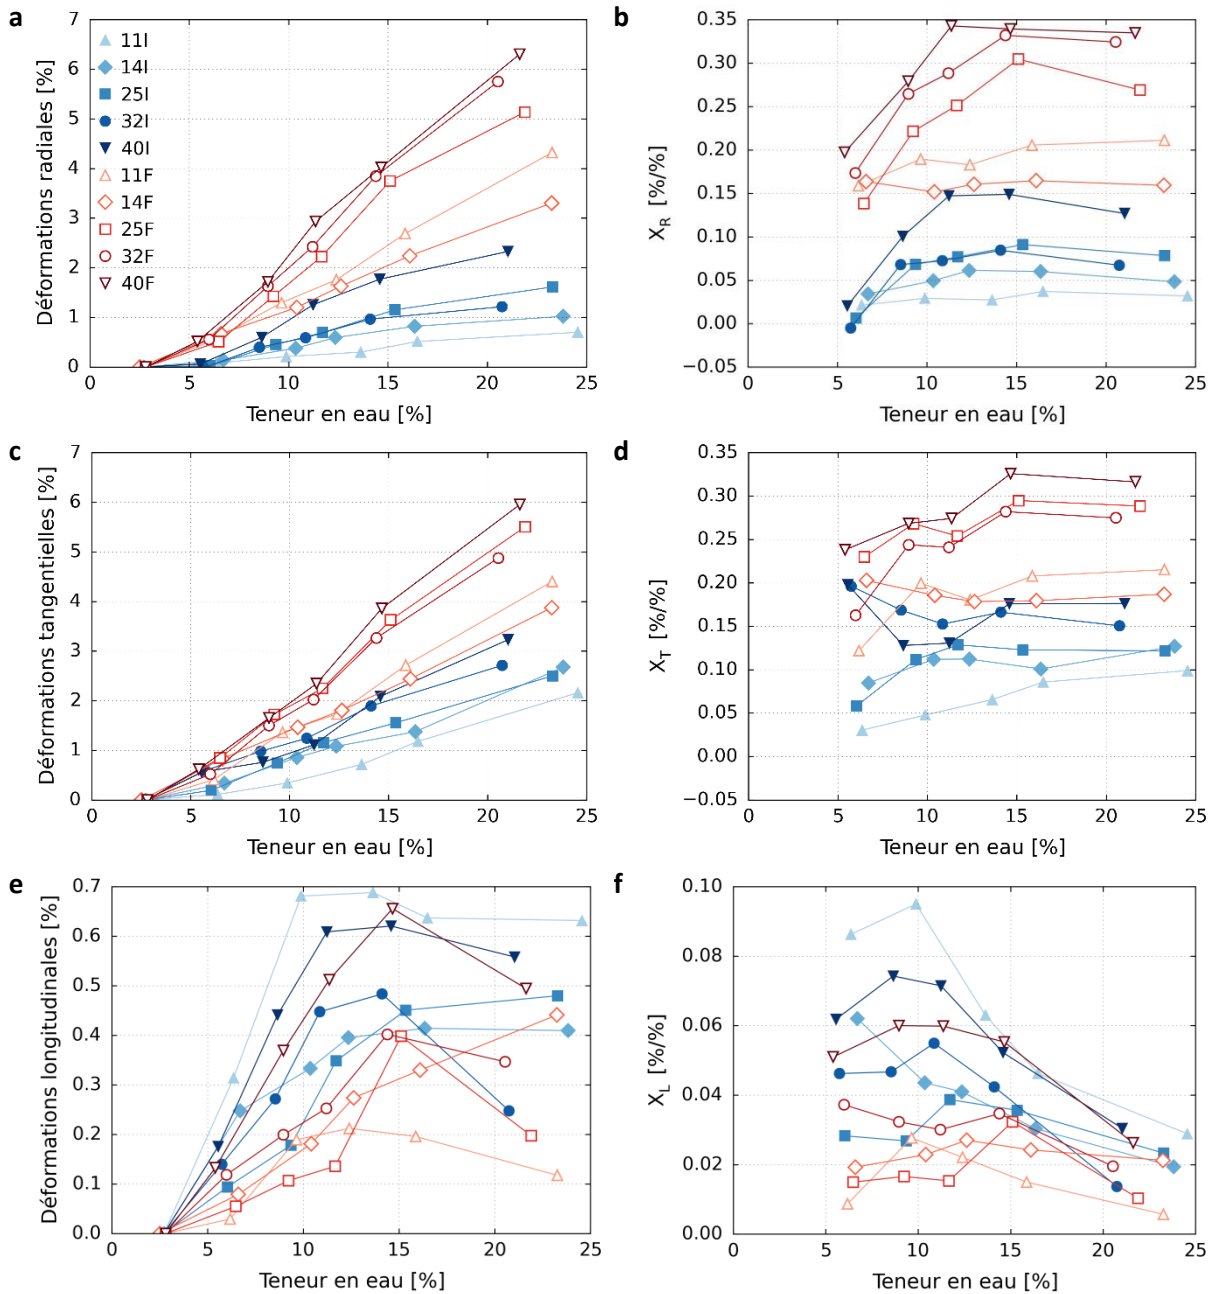 a
7
6
5
4
3
2
1
0
Déformations radiales [%]
11I
14I
25I
32I
40I
11F
14F
25F
32F
40F
0 5 10 15 20 25
Teneur en eau [%]
b
0.35
0.30
0.25
0.20
0.15
0.10
0.05
0.00
−0.05
X_R [%/%]
0 5 10 15 20 25
Teneur en eau [%]
c
7
6
5
4
3
2
1
0
Déformations tangentielles [%]
0 5 10 15 20 25
Teneur en eau [%]
d
0.35
0.30
0.25
0.20
0.15
0.10
0.05
0.00
−0.05
X_T [%/%]
0 5 10 15 20 25
Teneur en eau [%]
e
0.7
0.6
0.5
0.4
0.3
0.2
0.1
0.0
Déformations longitudinales [%]
0 5 10 15 20 25
Teneur en eau [%]
f
0.10
0.08
0.06
0.04
0.02
0.00
X_L [%/%]
0 5 10 15 20 25
Teneur en eau [%]